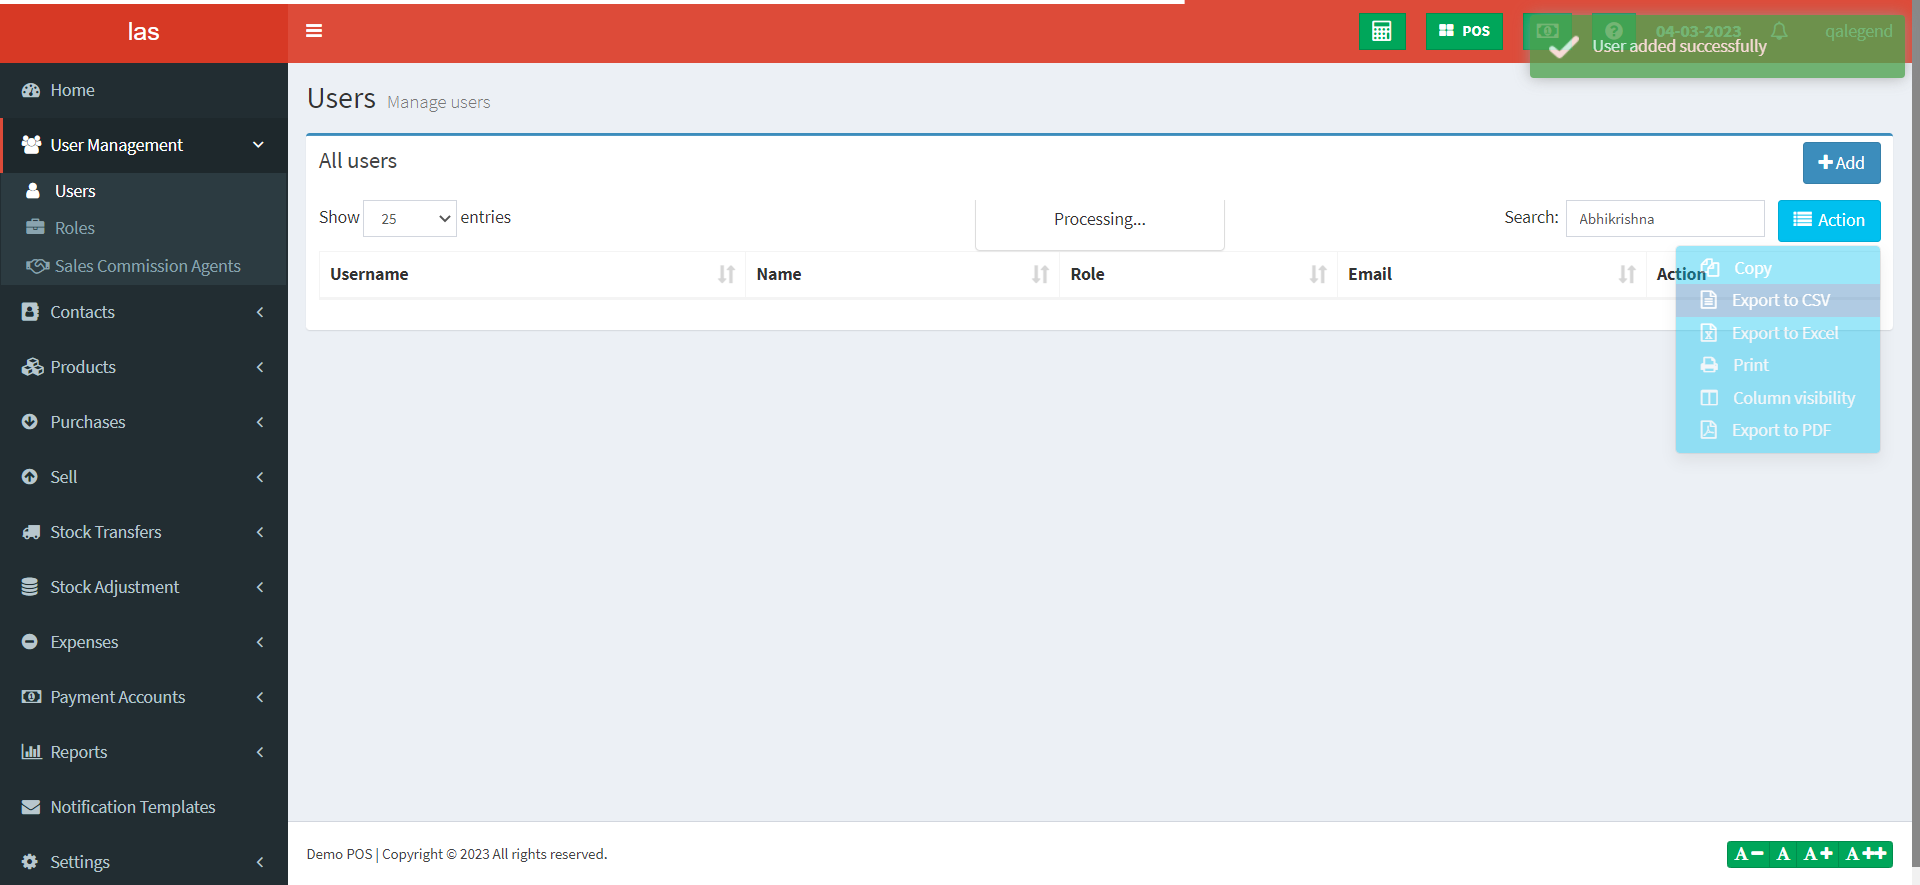 las
POS
04-03-2023
qalegend
User added successfully
Home
User Management
Users
Roles
Sales Commission Agents
Contacts
Products
Purchases
Sell
Stock Transfers
Stock Adjustment
Expenses
Payment Accounts
Reports
Notification Templates
Settings
Users Manage users
All users
Add
Show 25 entries
Processing...
Search: Abhikrishna
Action
Username Name Role Email Action
Copy
Export to CSV
Export to Excel
Print
Column visibility
Export to PDF
Demo POS | Copyright © 2023 All rights reserved.
A- A A+ A++